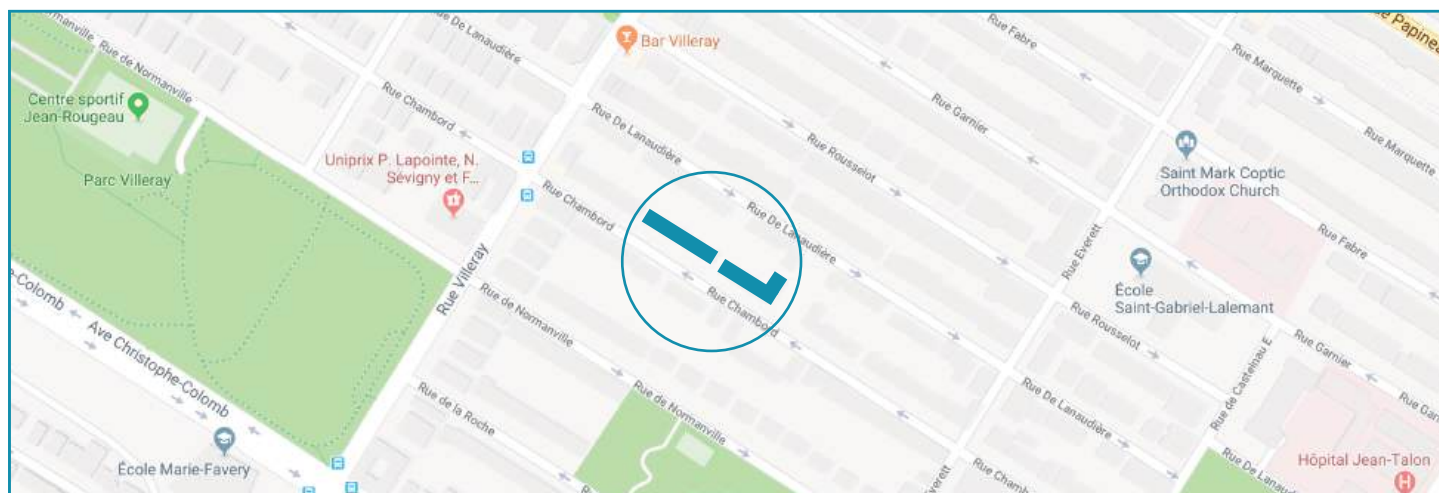 Rue de Normanville
Rue De Lanaudière
Bar Villeray
Rue Fabre
Rue Marquette
Centre sportif
Jean-Rougeau
Rue Chambord
Rue Garnier
Uniprix P. Lapointe, N.
Sévigny et F...
Rue De Lanaudière
Rue Rousselot
Rue Marquette
Saint Mark Coptic
Orthodox Church
Parc Villeray
Rue Chambord
Rue De Lanaudière
Rue Everett
Rue Fabre
Rue Villeray
Rue de Normanville
Rue Chambord
École
Saint-Gabriel-Lalemant
Rue Rousselot
Rue Garnier
Ave Christophe-Colomb
Rue de la Roche
Rue de Normanville
Rue De Lanaudière
Rue de Castelnau E
École Marie-Favery
Hôpital Jean-Talon
H